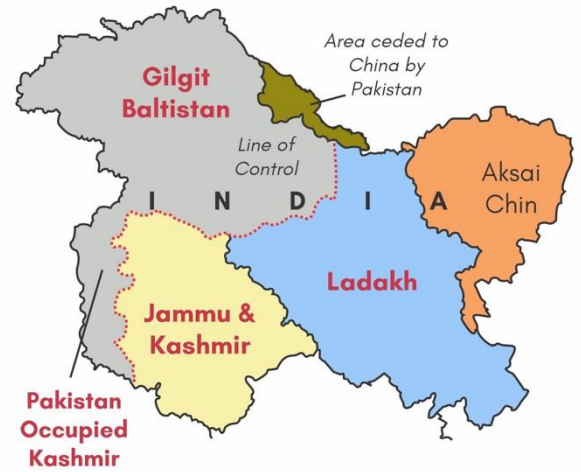 Gilgit
Baltistan
Area ceded to
China by
Pakistan
Line of
Control
Aksai
Chin
I N D I A
Ladakh
Jammu &
Kashmir
Pakistan
Occupied
Kashmir